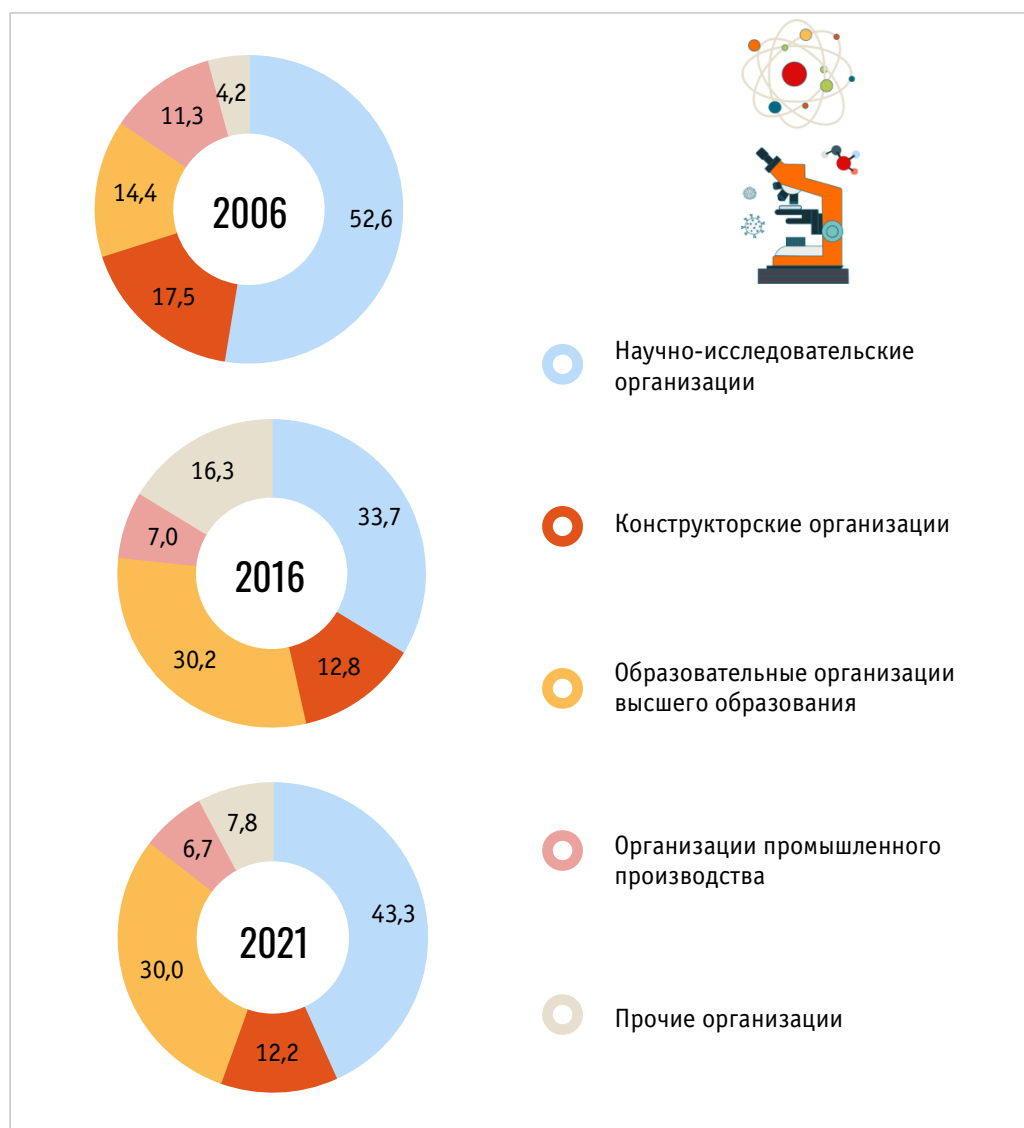 4,2
11,3
14,4
2006
52,6
17,5
Научно-исследовательские
организации
16,3
33,7
7,0
Конструкторские организации
2016
30,2
12,8
Образовательные организации
высшего образования
7,8
6,7
Организации промышленного
производства
43,3
2021
30,0
12,2
Прочие организации